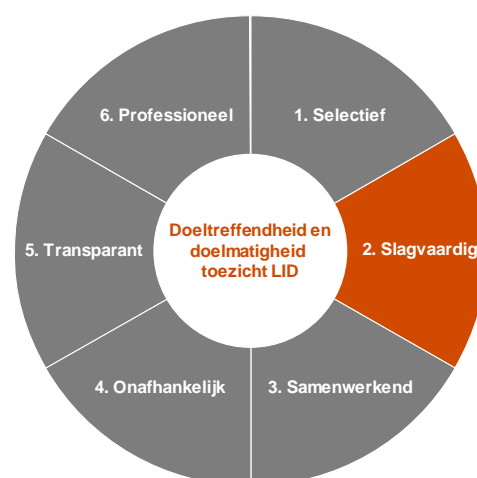 6. Professioneel
1. Selectief
Doeltreffendheid en
doelmatigheid
toezicht LID
5. Transparant
2. Slagvaardig
4. Onafhankelijk
3. Samenwerkend